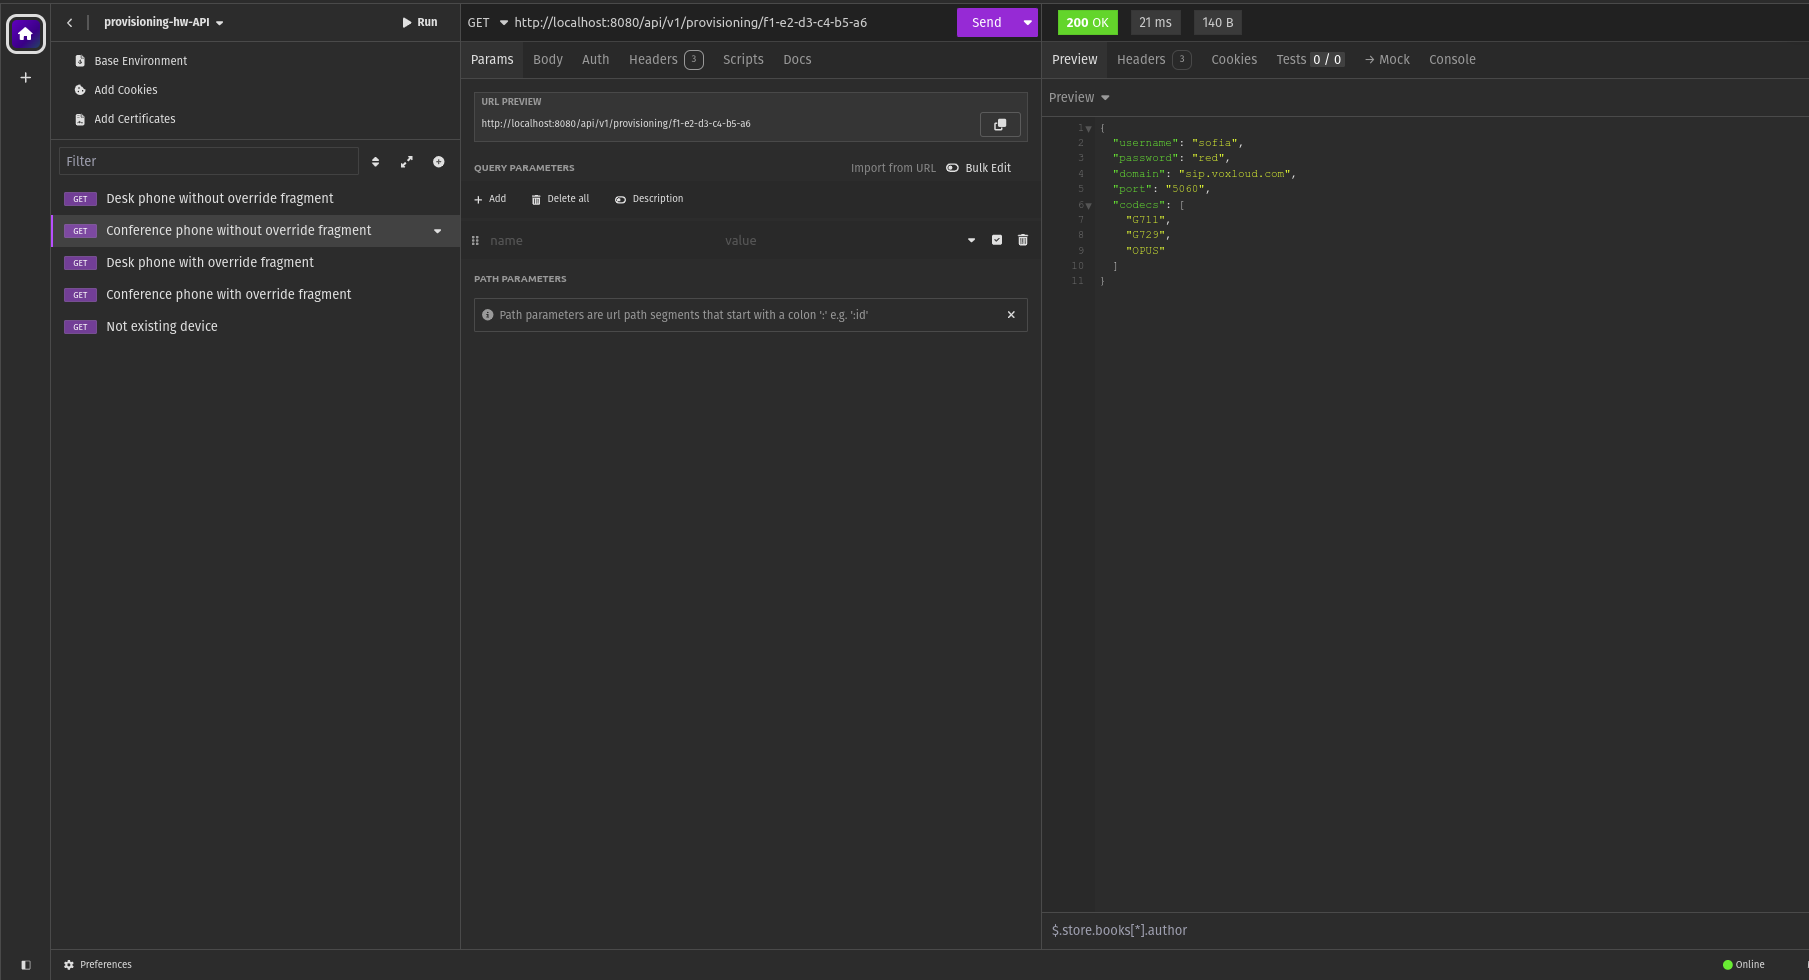 provisioning-hw-API
Run
Base Environment
Add Cookies
Add Certificates
Filter
GET Desk phone without override fragment
GET Conference phone without override fragment
GET Desk phone with override fragment
GET Conference phone with override fragment
GET Not existing device
Preferences
GET http://localhost:8080/api/v1/provisioning/f1-e2-d3-c4-b5-a6
Send
Params Body Auth Headers 3 Scripts Docs
URL PREVIEW
http://localhost:8080/api/v1/provisioning/f1-e2-d3-c4-b5-a6
QUERY PARAMETERS Import from URL Bulk Edit
Add Delete all Description
name value
PATH PARAMETERS
Path parameters are url path segments that start with a colon ':' e.g. ':id'
200 OK 21 ms 140 B
Preview Headers 3 Cookies Tests 0 / 0 → Mock Console
Preview
1 {
2 "username": "sofia",
3 "password": "red",
4 "domain": "sip.voxloud.com",
5 "port": "5060",
6 "codecs": [
7 "G711",
8 "G729",
9 "OPUS"
10 ]
11 }
$.store.books[*].author
Online